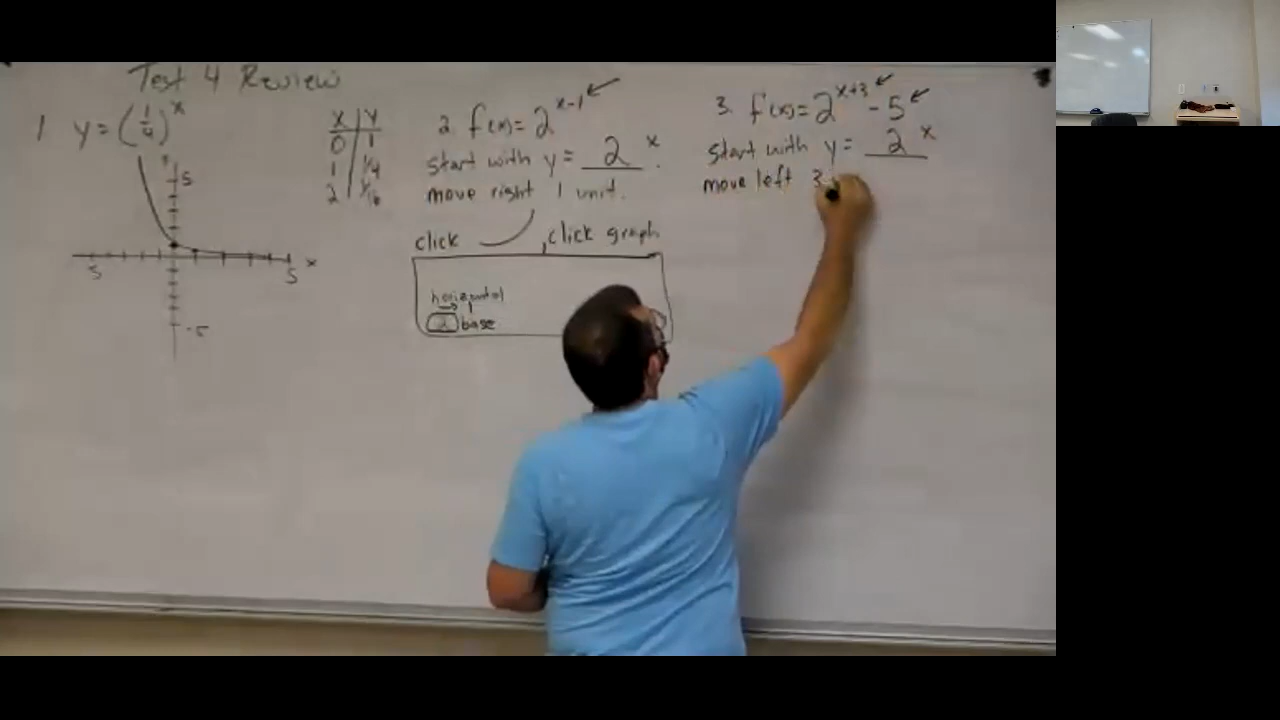 Test 4 Review
1 y = (1/4)^x
x | y
0 | 1
1 | 1/4
2 | 1/16
y
5
-5
5
x
-5
2. f(x) = 2^(x-1)
start with y = 2^x.
move right 1 unit.
click , click graph
horizontal
2 base
3. f(x) = 2^(x+3) - 5
start with y = 2^x
move left 3